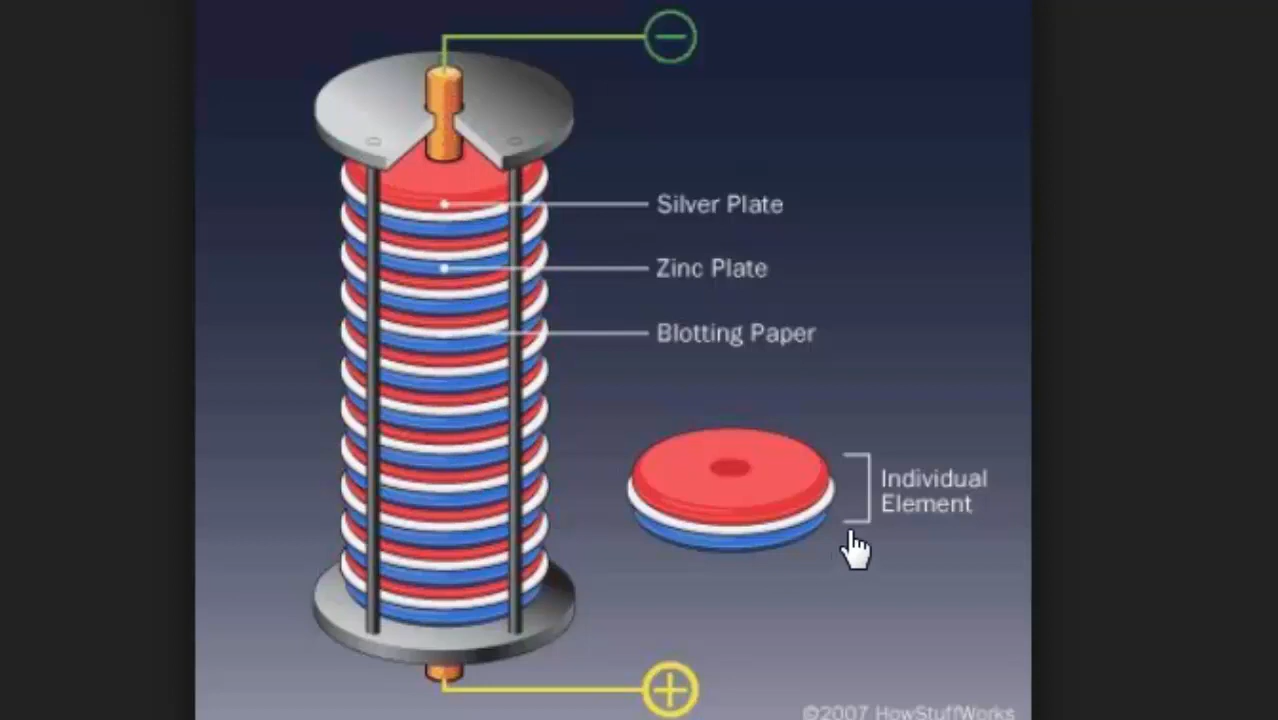 Silver Plate
Zinc Plate
Blotting Paper
Individual
Element
©2007 HowStuffWorks